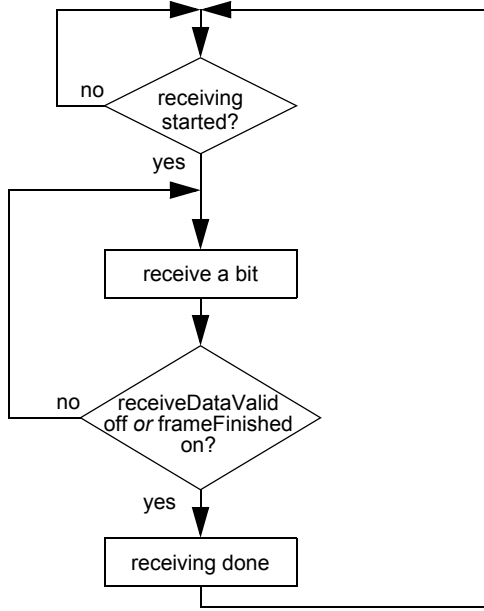 no
receiving
started?
yes
receive a bit
no
receiveDataValid
off or frameFinished
on?
yes
receiving done